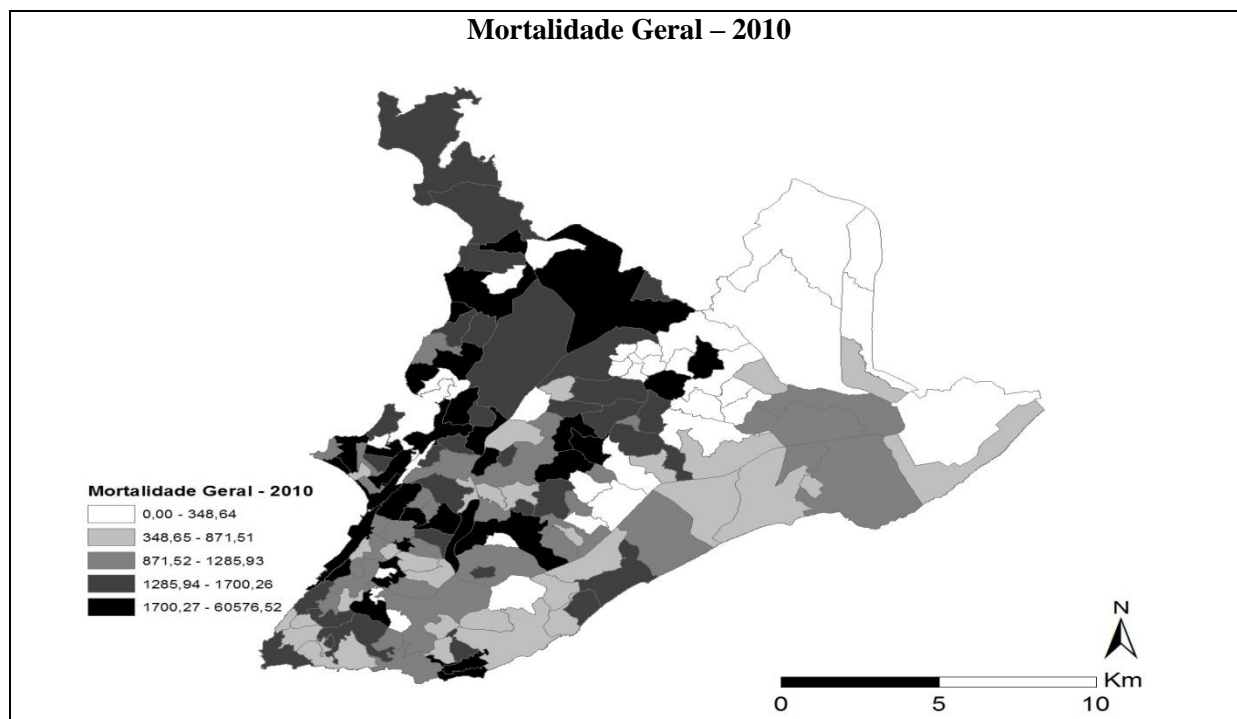 Mortalidade Geral – 2010
Mortalidade Geral - 2010
0,00 - 348,64
348,65 - 871,51
871,52 - 1285,93
1285,94 - 1700,26
1700,27 - 60576,52
N
Km
0 5 10